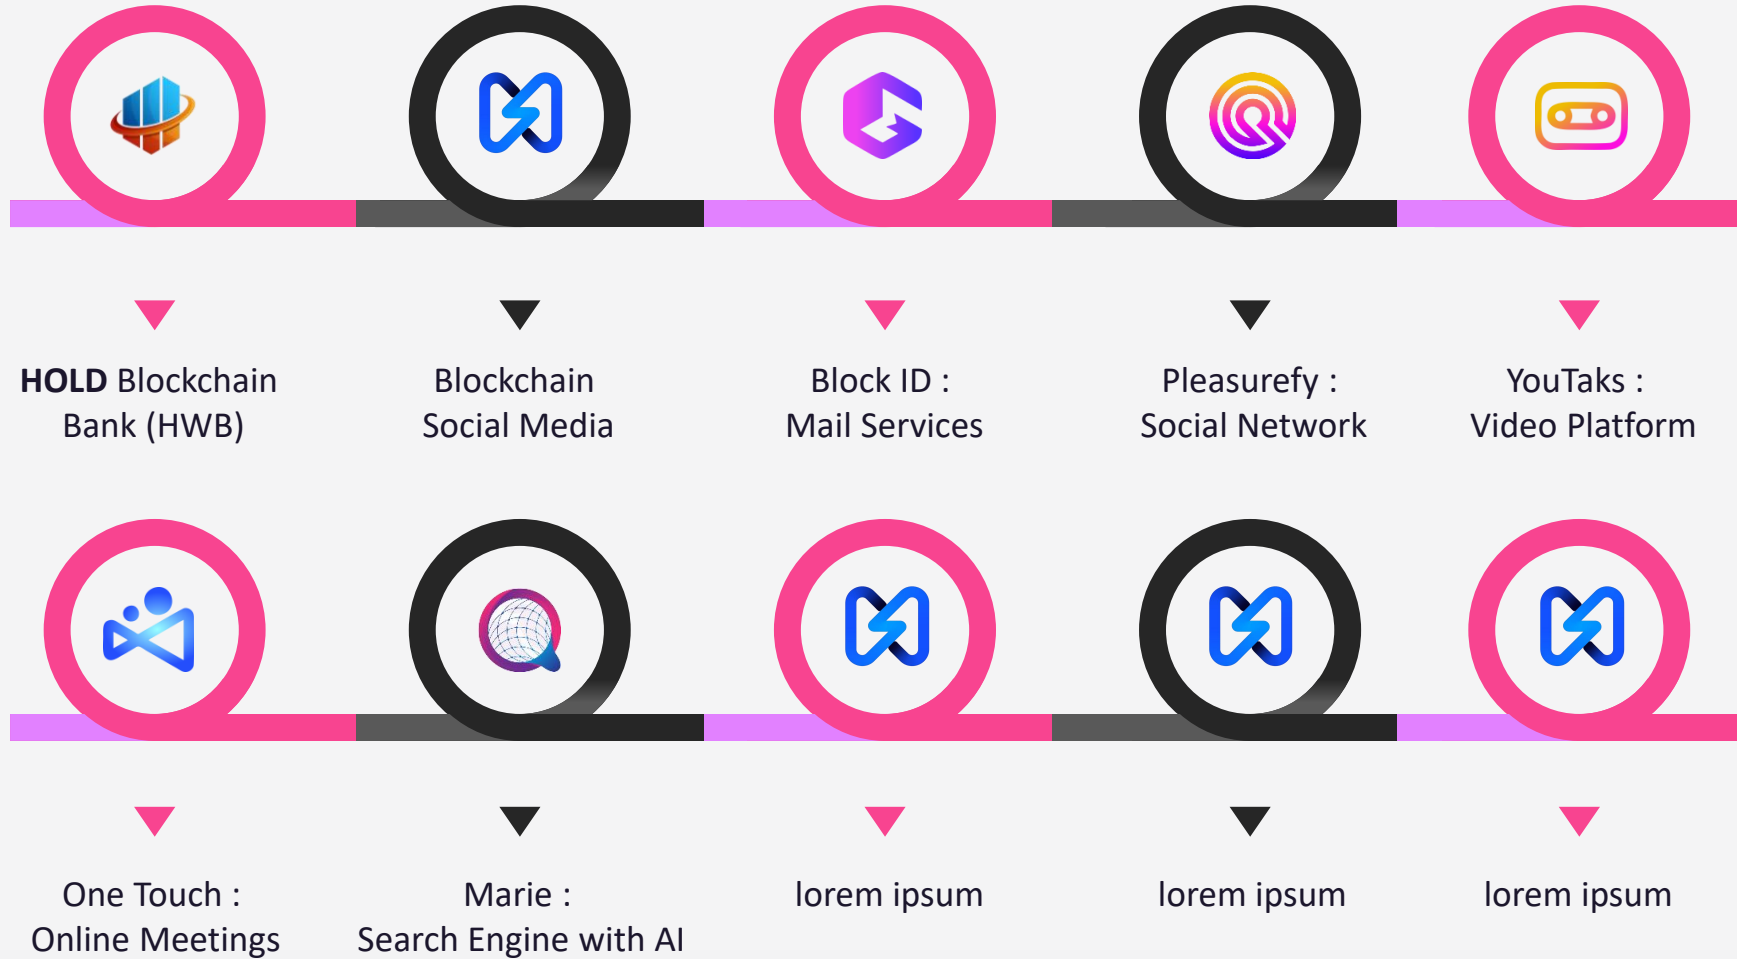 HOLD Blockchain
Bank (HWB)
Blockchain
Social Media
Block ID :
Mail Services
Pleasurefy :
Social Network
YouTaks :
Video Platform
One Touch :
Online Meetings
Marie :
Search Engine with AI
lorem ipsum
lorem ipsum
lorem ipsum